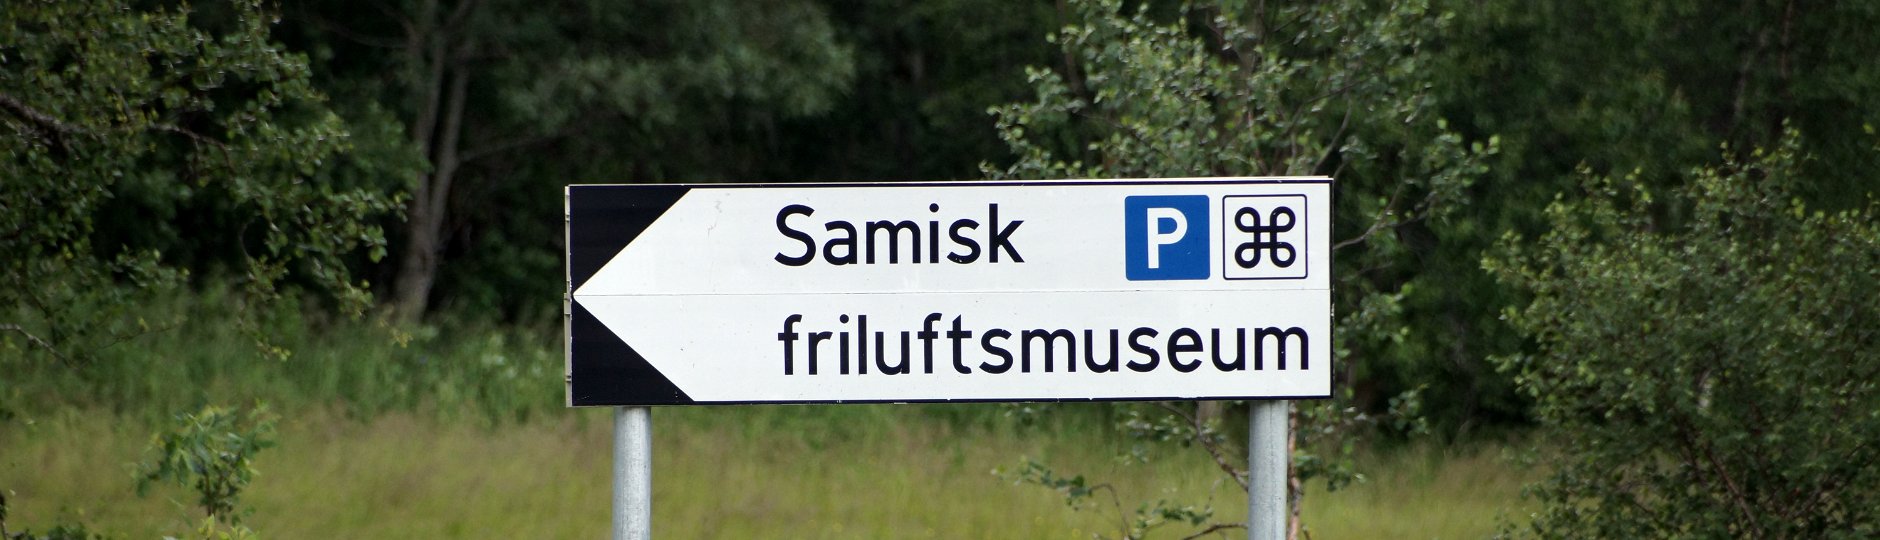 Samisk P ⌘
friluftsmuseum